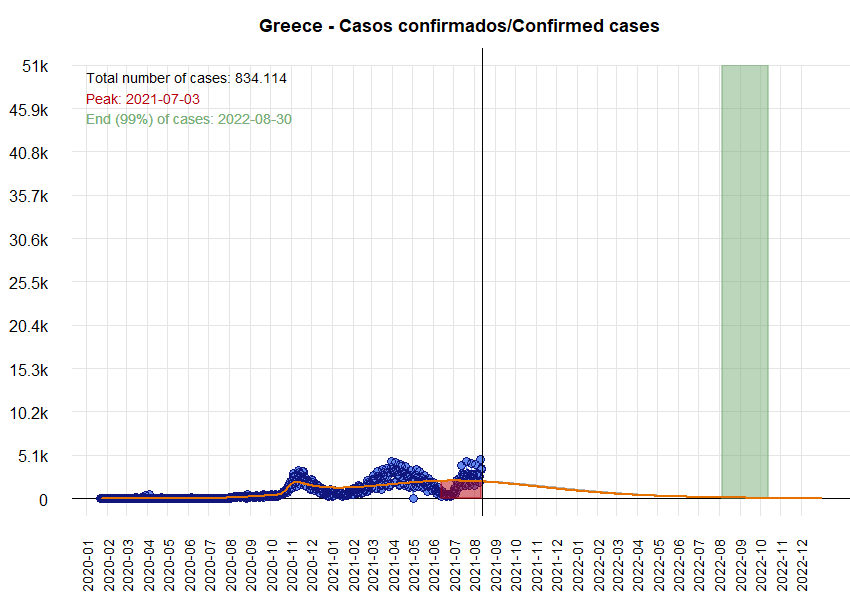 Greece - Casos confirmados/Confirmed cases
Total number of cases: 834.114
Peak: 2021-07-03
End (99%) of cases: 2022-08-30
51k
45.9k
40.8k
35.7k
30.6k
25.5k
20.4k
15.3k
10.2k
5.1k
0
2020-01
2020-02
2020-03
2020-04
2020-05
2020-06
2020-07
2020-08
2020-09
2020-10
2020-11
2020-12
2021-01
2021-02
2021-03
2021-04
2021-05
2021-06
2021-07
2021-08
2021-09
2021-10
2021-11
2021-12
2022-01
2022-02
2022-03
2022-04
2022-05
2022-06
2022-07
2022-08
2022-09
2022-10
2022-11
2022-12